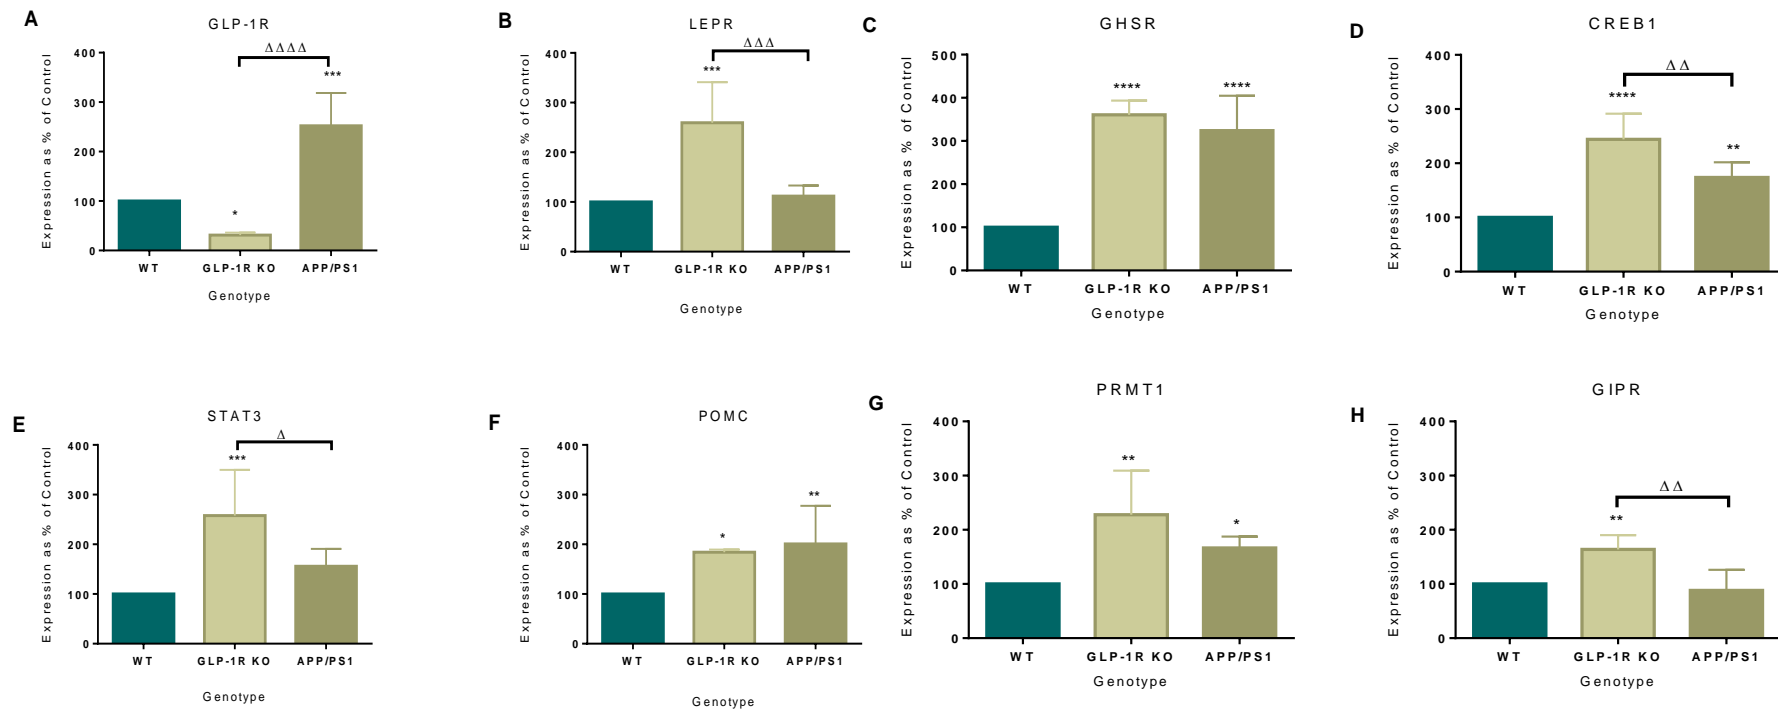 A
GLP-1R
Expression as % of Control
400
300
200
100
0
ΔΔΔΔ
***
*
WT
GLP-1R KO
APP/PS1
Genotype
B
LEPR
Expression as % of Control
400
300
200
100
0
ΔΔΔ
***
WT
GLP-1R KO
APP/PS1
Genotype
C
GHSR
Expression as % of Control
500
400
300
200
100
0
****
****
WT
GLP-1R KO
APP/PS1
Genotype
D
CREB1
Expression as % of Control
400
300
200
100
0
ΔΔ
****
**
WT
GLP-1R KO
APP/PS1
Genotype
E
STAT3
Expression as % of Control
400
300
200
100
0
Δ
***
WT
GLP-1R KO
APP/PS1
Genotype
F
POMC
Expression as % of Control
400
300
200
100
0
*
**
WT
GLP-1R KO
APP/PS1
Genotype
G
PRMT1
Expression as % of Control
400
300
200
100
0
**
*
WT
GLP-1R KO
APP/PS1
Genotype
H
GIPR
Expression as % of Control
400
300
200
100
0
ΔΔ
**
WT
GLP-1R KO
APP/PS1
Genotype